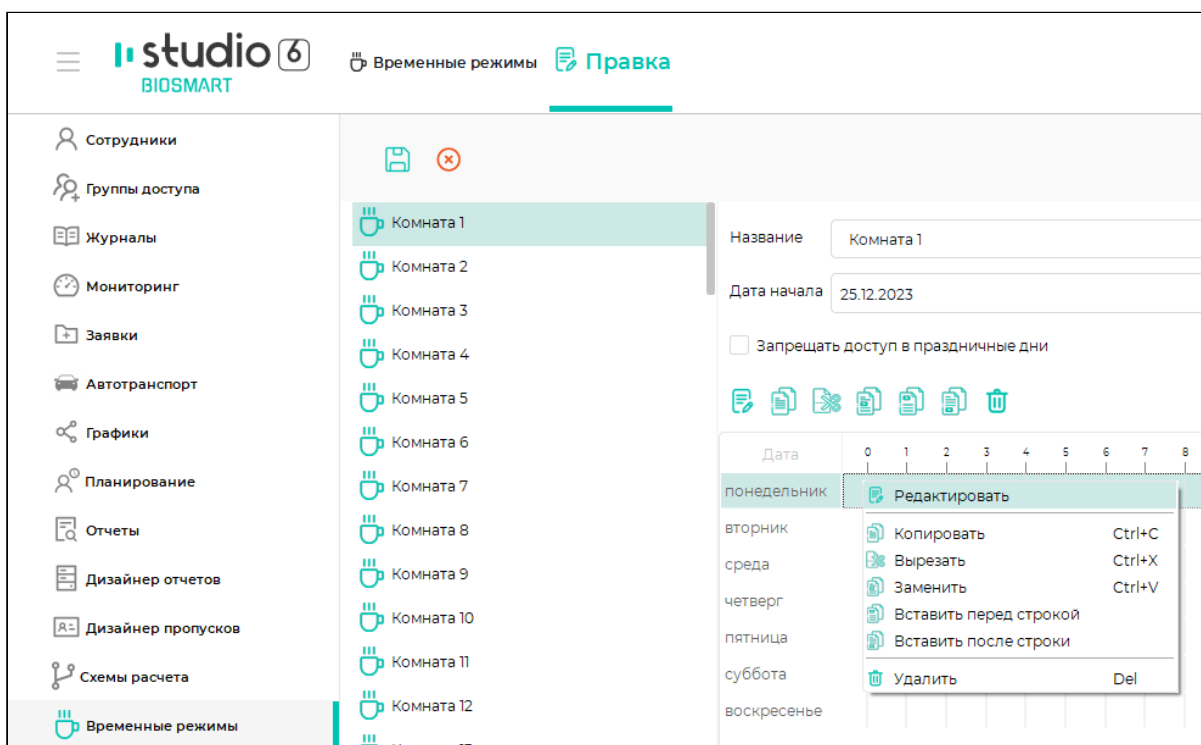 studio 6
BIOSMART
Временные режимы
Правка
Сотрудники
Группы доступа
Журналы
Мониторинг
Заявки
Автотранспорт
Графики
Планирование
Отчеты
Дизайнер отчетов
Дизайнер пропусков
Схемы расчета
Временные режимы
Комната 1
Комната 2
Комната 3
Комната 4
Комната 5
Комната 6
Комната 7
Комната 8
Комната 9
Комната 10
Комната 11
Комната 12
Название Комната 1
Дата начала 25.12.2023
Запрещать доступ в праздничные дни
Дата 0 1 2 3 4 5 6 7 8
понедельник
вторник
среда
четверг
пятница
суббота
воскресенье
Редактировать
Копировать Ctrl+C
Вырезать Ctrl+X
Заменить Ctrl+V
Вставить перед строкой
Вставить после строки
Удалить Del